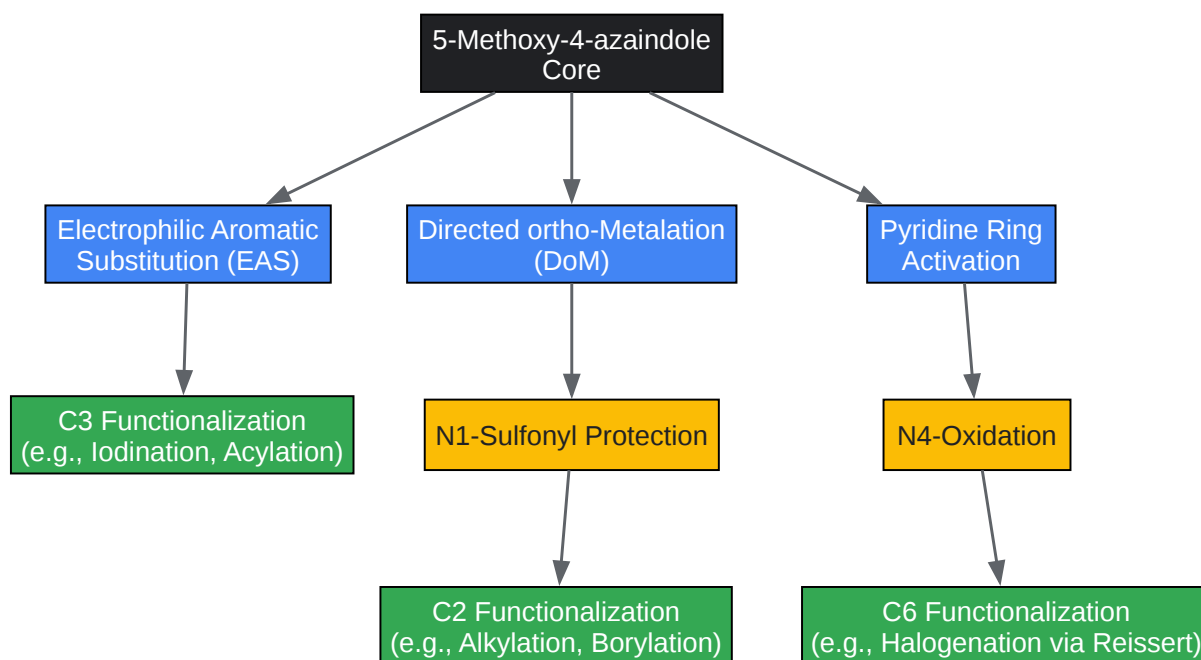 5-Methoxy-4-azaindole
Core
Electrophilic Aromatic
Substitution (EAS)
Directed ortho-Metalation
(DoM)
Pyridine Ring
Activation
C3 Functionalization
(e.g., Iodination, Acylation)
N1-Sulfonyl Protection
N4-Oxidation
C2 Functionalization
(e.g., Alkylation, Borylation)
C6 Functionalization
(e.g., Halogenation via Reissert)